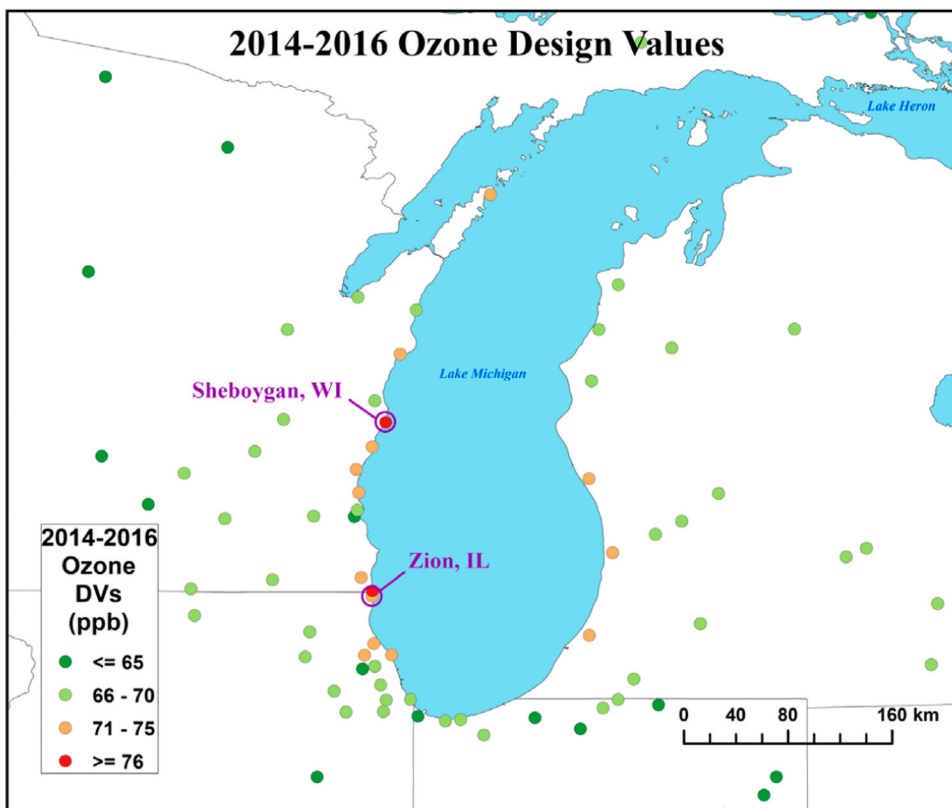 2014-2016 Ozone Design Values
Lake Heron
Lake Michigan
Sheboygan, WI
Zion, IL
2014-2016
Ozone
DVs
(ppb)
<= 65
66 - 70
71 - 75
>= 76
0 40 80 160 km